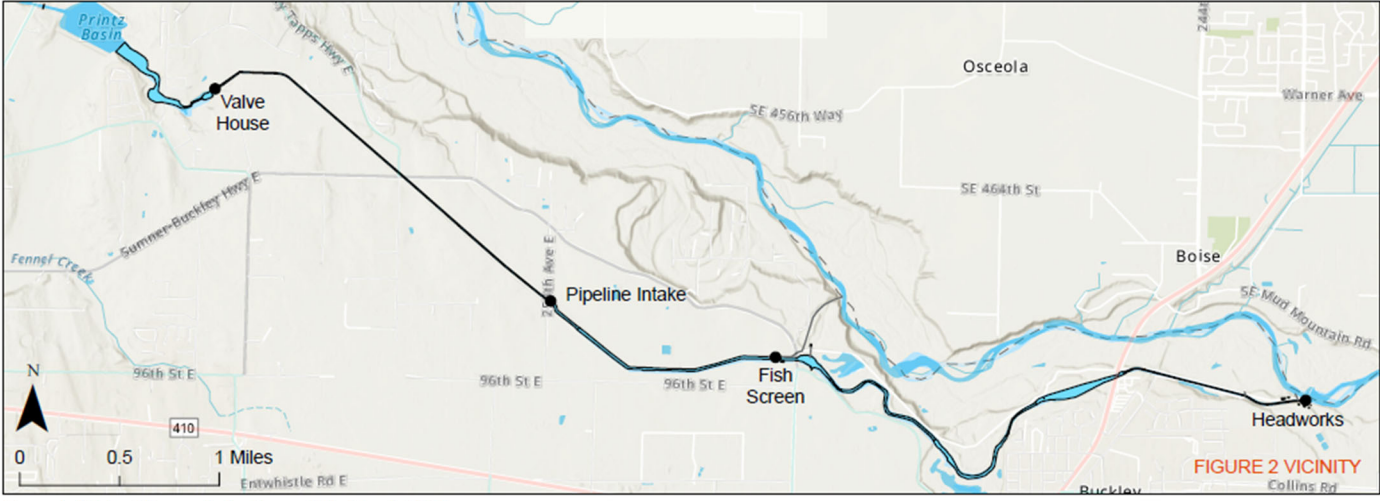 Printz
Basin
Tapps Hwy E
Valve
House
Osceola
Warner Ave
SE 456th Way
SE 464th St
Sumner-Buckley Hwy E
Fennel Creek
Boise
Pipeline Intake
SE Mud Mountain Rd
N
96th St E
96th St E
96th St E
Fish
Screen
Headworks
410
0 0.5 1 Miles
FIGURE 2 VICINITY
Entwhistle Rd E
Buckley
Collins Rd